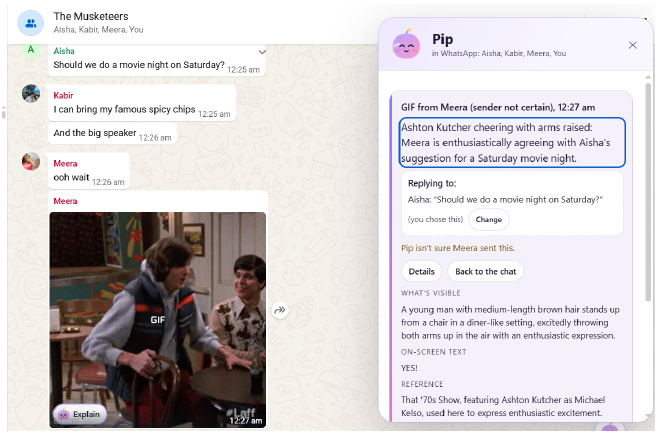 The Musketeers
Aisha, Kabir, Meera, You
A
Aisha
Should we do a movie night on Saturday?
12:25 am
Kabir
I can bring my famous spicy chips
12:25 am
And the big speaker
12:26 am
Meera
ooh wait
12:26 am
Meera
GIF
Explain
#Laff
12:27 am
Pip
in WhatsApp: Aisha, Kabir, Meera, You
GIF from Meera (sender not certain), 12:27 am
Ashton Kutcher cheering with arms raised:
Meera is enthusiastically agreeing with Aisha's
suggestion for a Saturday movie night.
Replying to:
Aisha: “Should we do a movie night on Saturday?”
(you chose this)
Change
Pip isn't sure Meera sent this.
Details
Back to the chat
WHAT'S VISIBLE
A young man with medium-length brown hair stands up
from a chair in a diner-like setting, excitedly throwing
both arms up in the air with an enthusiastic expression.
ON-SCREEN TEXT
YES!
REFERENCE
That '70s Show, featuring Ashton Kutcher as Michael
Kelso, used here to express enthusiastic excitement.